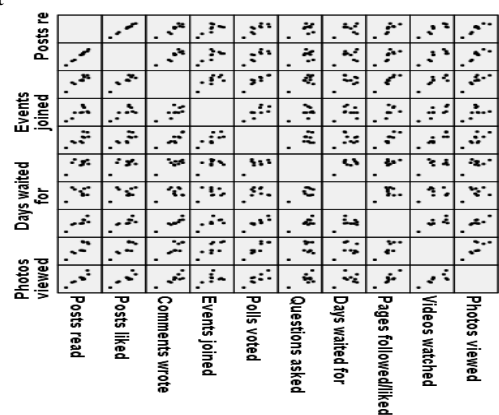 Posts re
Events
joined
Days waited
for
Photos
viewed
Posts read
Posts liked
Comments wrote
Events joined
Polls voted
Questions asked
Days waited for
Pages followed/liked
Videos watched
Photos viewed